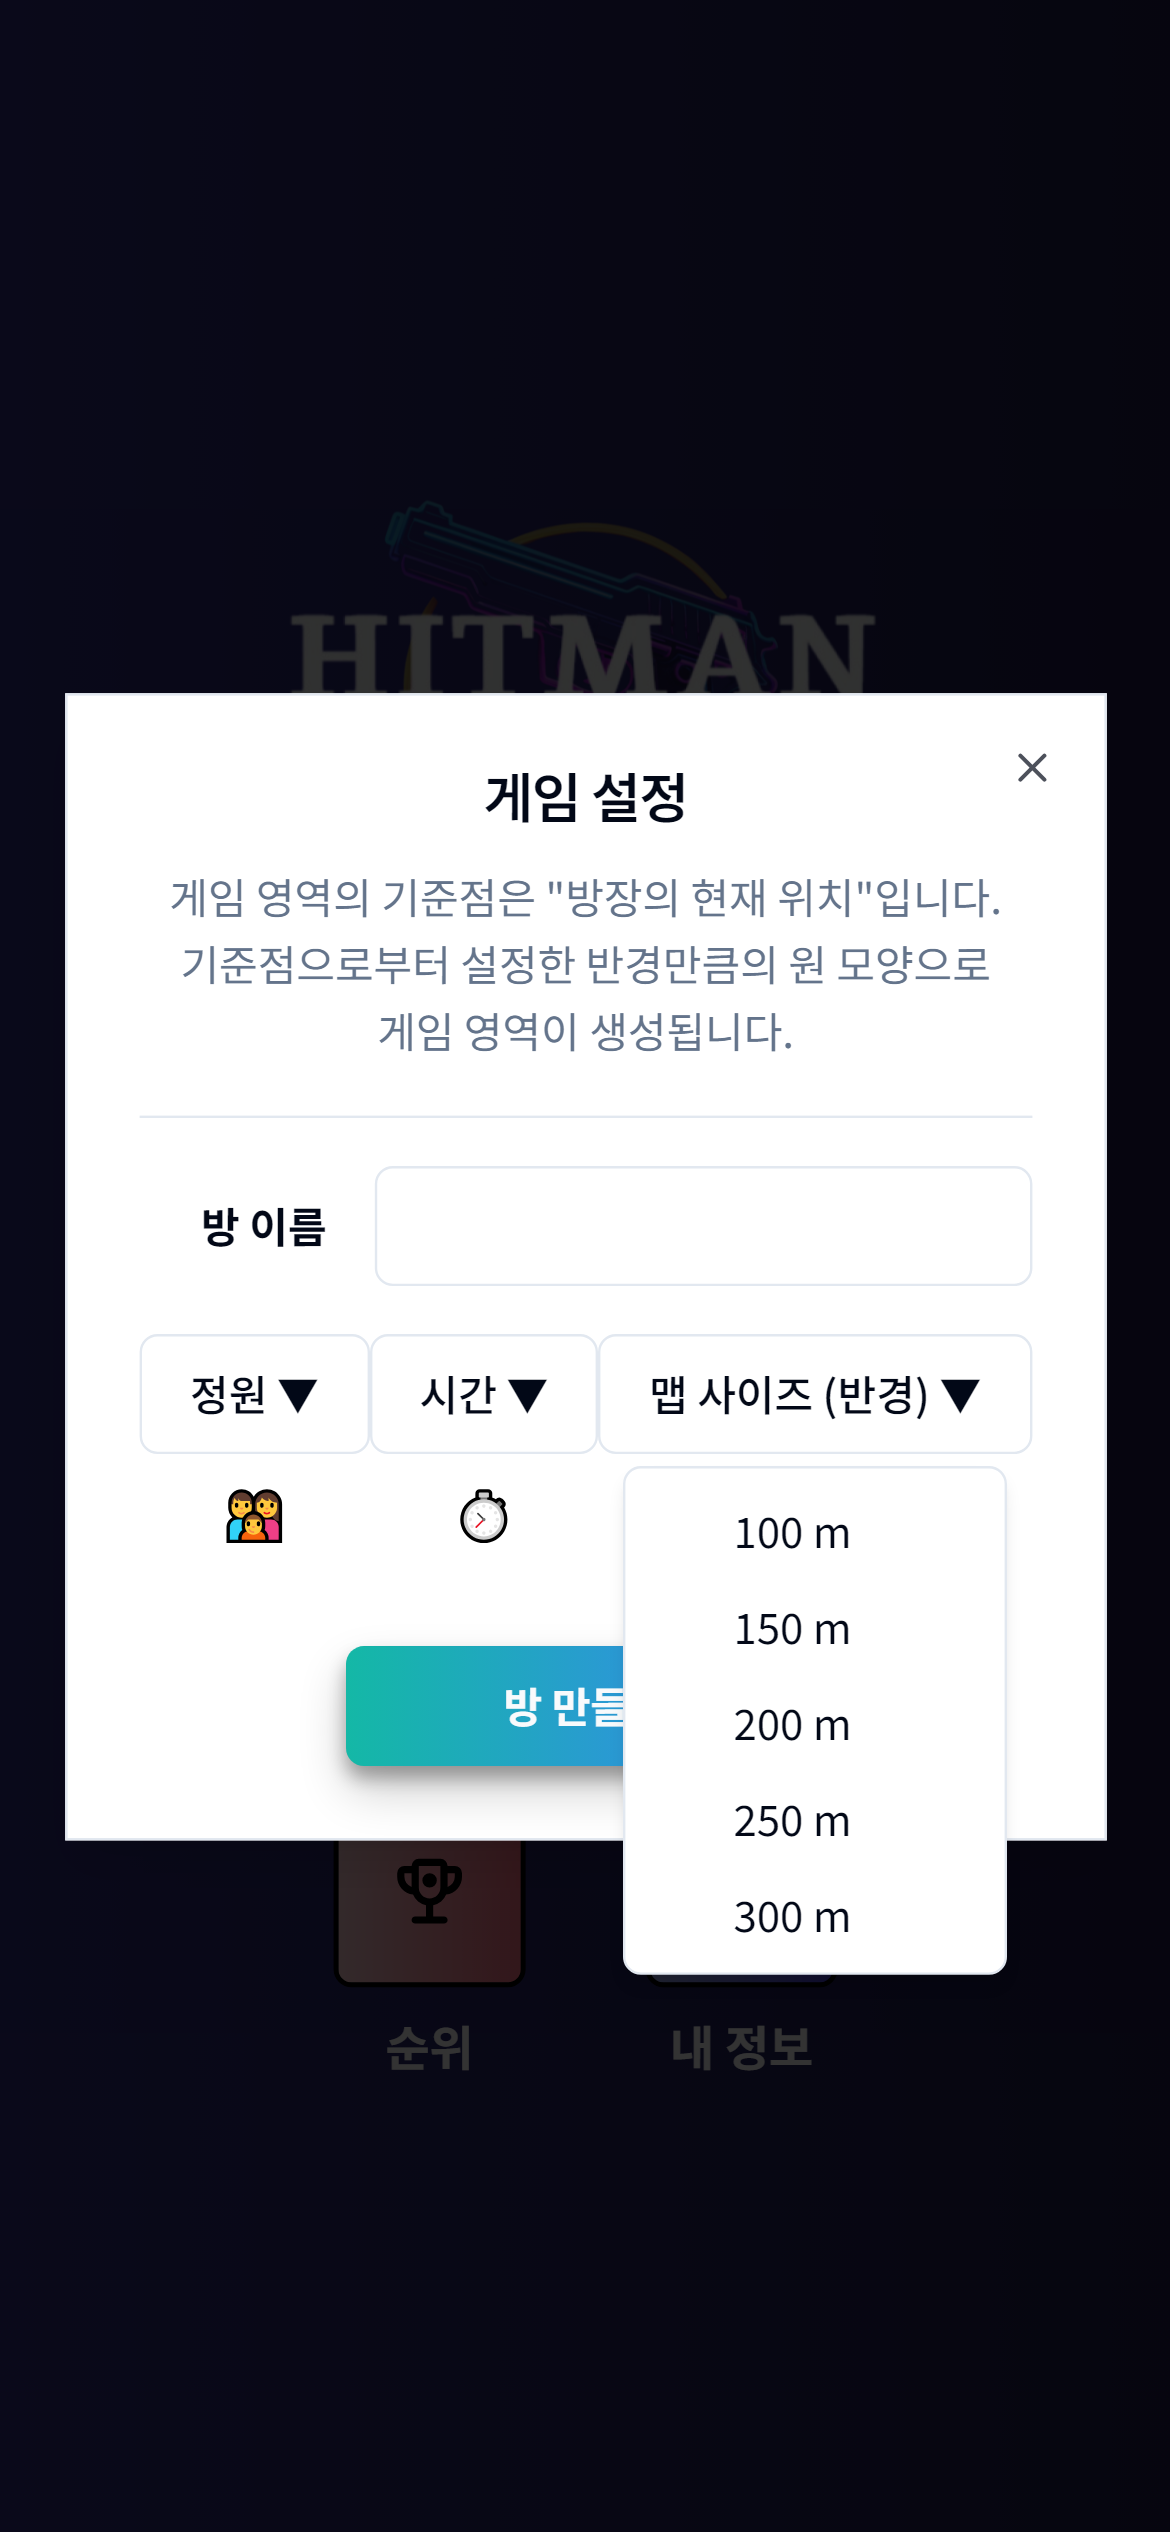 HITMAN
게임 설정
게임 영역의 기준점은 "방장의 현재 위치"입니다.
기준점으로부터 설정한 반경만큼의 원 모양으로
게임 영역이 생성됩니다.
방 이름
정원 ▼ 시간 ▼ 맵 사이즈 (반경) ▼
100 m
150 m
200 m
250 m
300 m
방 만들
순위 내 정보